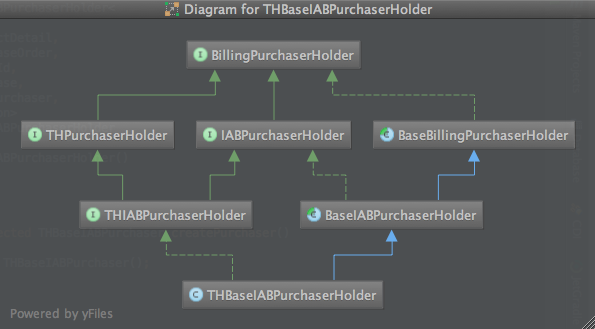 Diagram for THBaseIABPurchaserHolder
I BillingPurchaserHolder
I THPurchaserHolder
I IABPurchaserHolder
C BaseBillingPurchaserHolder
I THIABPurchaserHolder
C BaseIABPurchaserHolder
C THBaseIABPurchaserHolder
Powered by yFiles